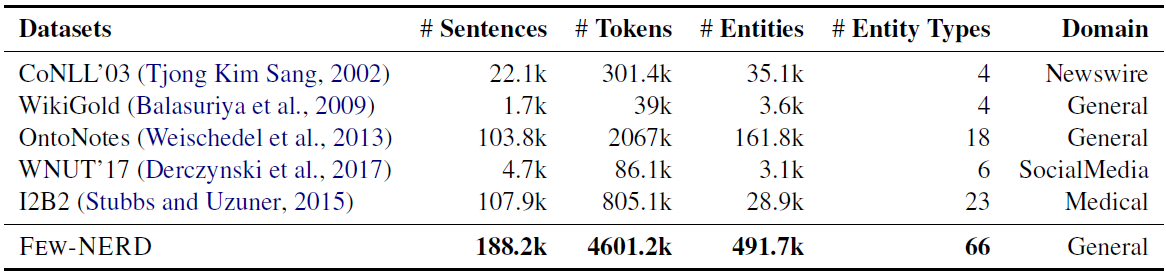 Datasets # Sentences # Tokens # Entities # Entity Types Domain
CoNLL’03 (Tjong Kim Sang, 2002) 22.1k 301.4k 35.1k 4 Newswire
WikiGold (Balasuriya et al., 2009) 1.7k 39k 3.6k 4 General
OntoNotes (Weischedel et al., 2013) 103.8k 2067k 161.8k 18 General
WNUT’17 (Derczynski et al., 2017) 4.7k 86.1k 3.1k 6 SocialMedia
I2B2 (Stubbs and Uzuner, 2015) 107.9k 805.1k 28.9k 23 Medical
FEW-NERD 188.2k 4601.2k 491.7k 66 General